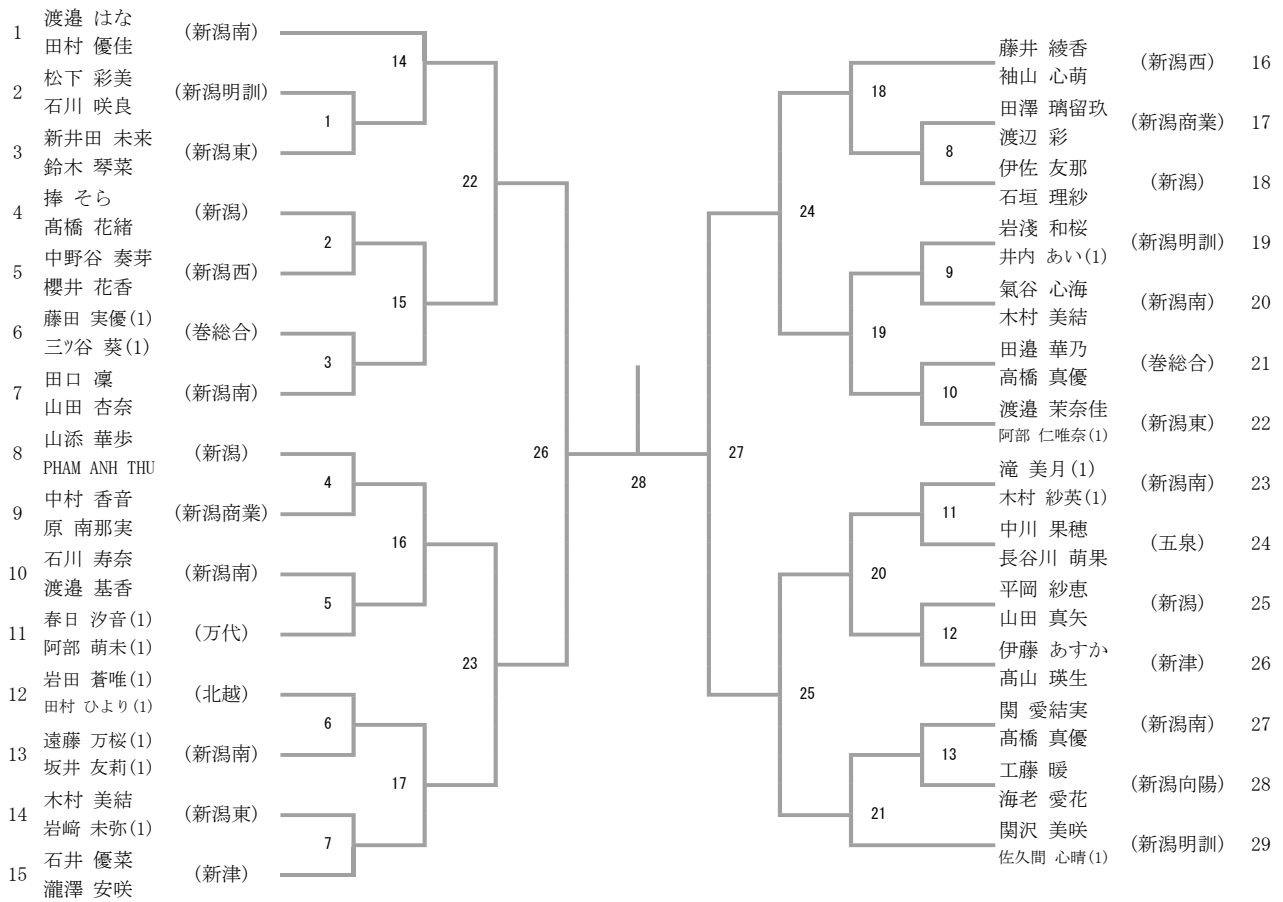 1 渡邉 はな (新潟南)
田村 優佳
2 松下 彩美 (新潟明訓)
石川 咲良
3 新井田 未来 (新潟東)
鈴木 琴菜
4 捧 そら (新潟)
髙橋 花緒
5 中野谷 奏芽 (新潟西)
櫻井 花香
6 藤田 実優(1) (巻総合)
三ツ谷 葵(1)
7 田口 凜 (新潟南)
山田 杏奈
8 山添 華歩 (新潟)
PHAM ANH THU
9 中村 香音 (新潟商業)
原 南那実
10 石川 寿奈 (新潟南)
渡邉 基香
11 春日 汐音(1) (万代)
阿部 萌未(1)
12 岩田 蒼唯(1) (北越)
田村 ひより(1)
13 遠藤 万桜(1) (新潟南)
坂井 友莉(1)
14 木村 美結 (新潟東)
岩﨑 未弥(1)
15 石井 優菜 (新津)
瀧澤 安咲
14
1
22
2
15
3
26
4
16
5
23
6
17
7
28
27
18
8
24
9
19
10
11
20
12
25
13
21
藤井 綾香 (新潟西) 16
袖山 心萌
田澤 璃留玖 (新潟商業) 17
渡辺 彩
伊佐 友那 (新潟) 18
石垣 理紗
岩淺 和桜 (新潟明訓) 19
井内 あい(1)
氣谷 心海 (新潟南) 20
木村 美結
田邉 華乃 (巻総合) 21
高橋 真優
渡邉 茉奈佳 (新潟東) 22
阿部 仁唯奈(1)
滝 美月(1) (新潟南) 23
木村 紗英(1)
中川 果穂 (五泉) 24
長谷川 萌果
平岡 紗恵 (新潟) 25
山田 真矢
伊藤 あすか (新津) 26
髙山 瑛生
関 愛結実 (新潟南) 27
髙橋 真優
工藤 暖 (新潟向陽) 28
海老 愛花
関沢 美咲 (新潟明訓) 29
佐久間 心晴(1)